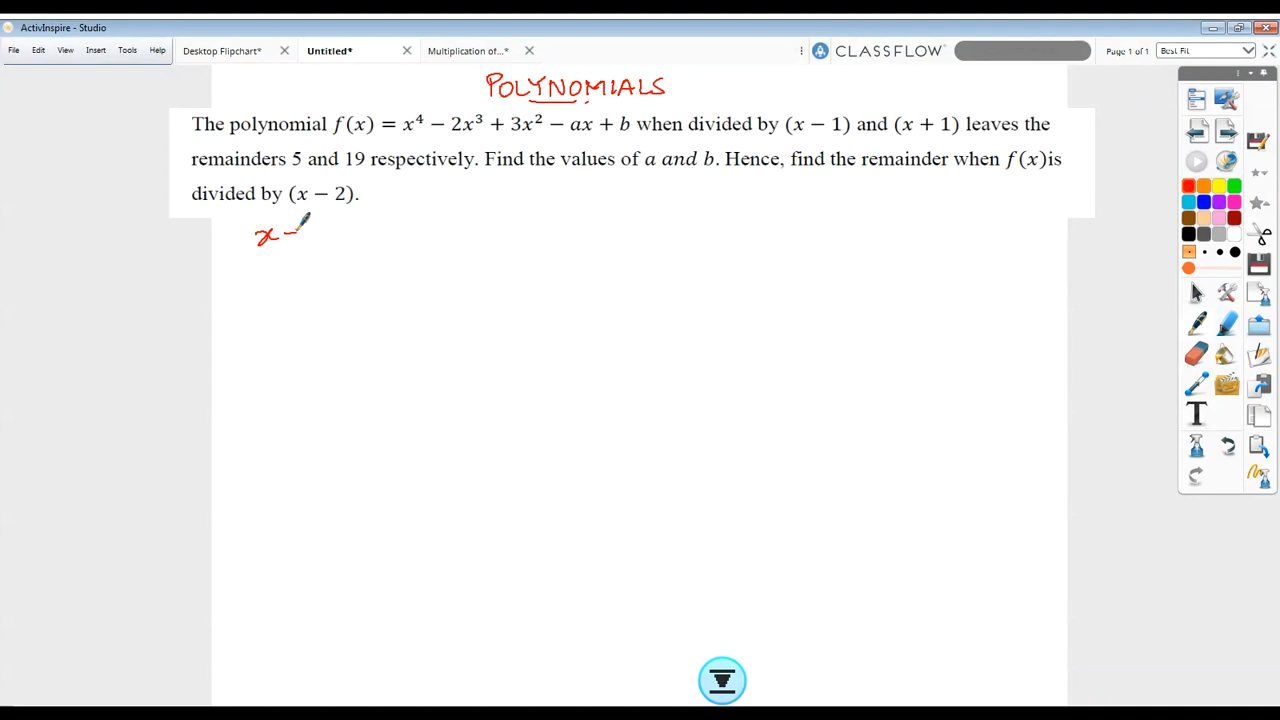 ActivInspire - Studio
File Edit View Insert Tools Help Desktop Flipchart* Untitled* Multiplication of...* CLASSFLOW Page 1 of 1 Best Fit
POLYNOMIALS
The polynomial f(x) = x⁴ − 2x³ + 3x² − ax + b when divided by (x − 1) and (x + 1) leaves the
remainders 5 and 19 respectively. Find the values of a and b. Hence, find the remainder when f(x)is
divided by (x − 2).
x −
T